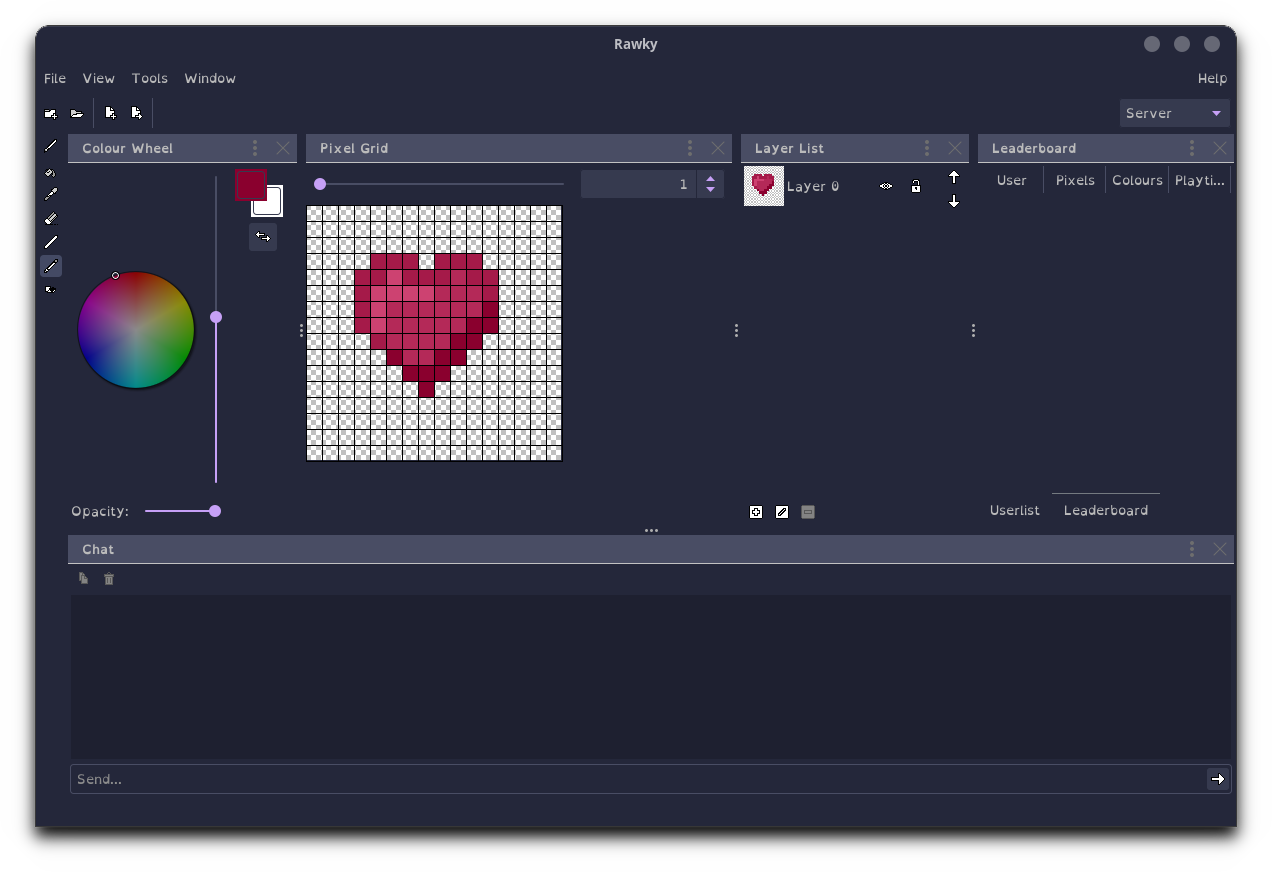 Rawky
File View Tools Window Help
Server
Colour Wheel Pixel Grid Layer List Leaderboard
1
Layer 0
User Pixels Colours Playti...
Opacity:
Userlist Leaderboard
Chat
Send...